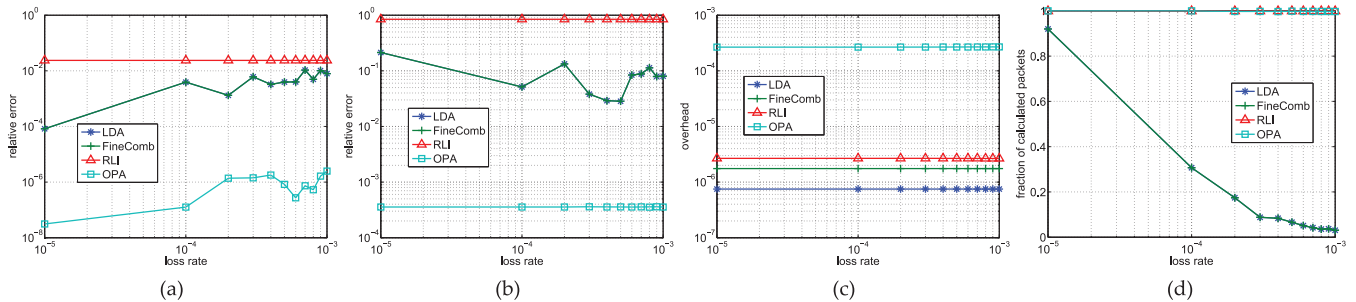 10⁰
10⁻²
10⁻⁴
10⁻⁶
10⁻⁸
relative error
LDA
FineComb
RLI
OPA
10⁻⁵
10⁻⁴
10⁻³
loss rate
(a)
10⁰
10⁻¹
10⁻²
10⁻³
10⁻⁴
relative error
LDA
FineComb
RLI
OPA
10⁻⁵
10⁻⁴
10⁻³
loss rate
(b)
10⁻²
10⁻³
10⁻⁴
10⁻⁵
10⁻⁶
10⁻⁷
overhead
LDA
FineComb
RLI
OPA
10⁻⁵
10⁻⁴
10⁻³
loss rate
(c)
1
0.8
0.6
0.4
0.2
0
fraction of calculated packets
LDA
FineComb
RLI
OPA
10⁻⁵
10⁻⁴
10⁻³
loss rate
(d)